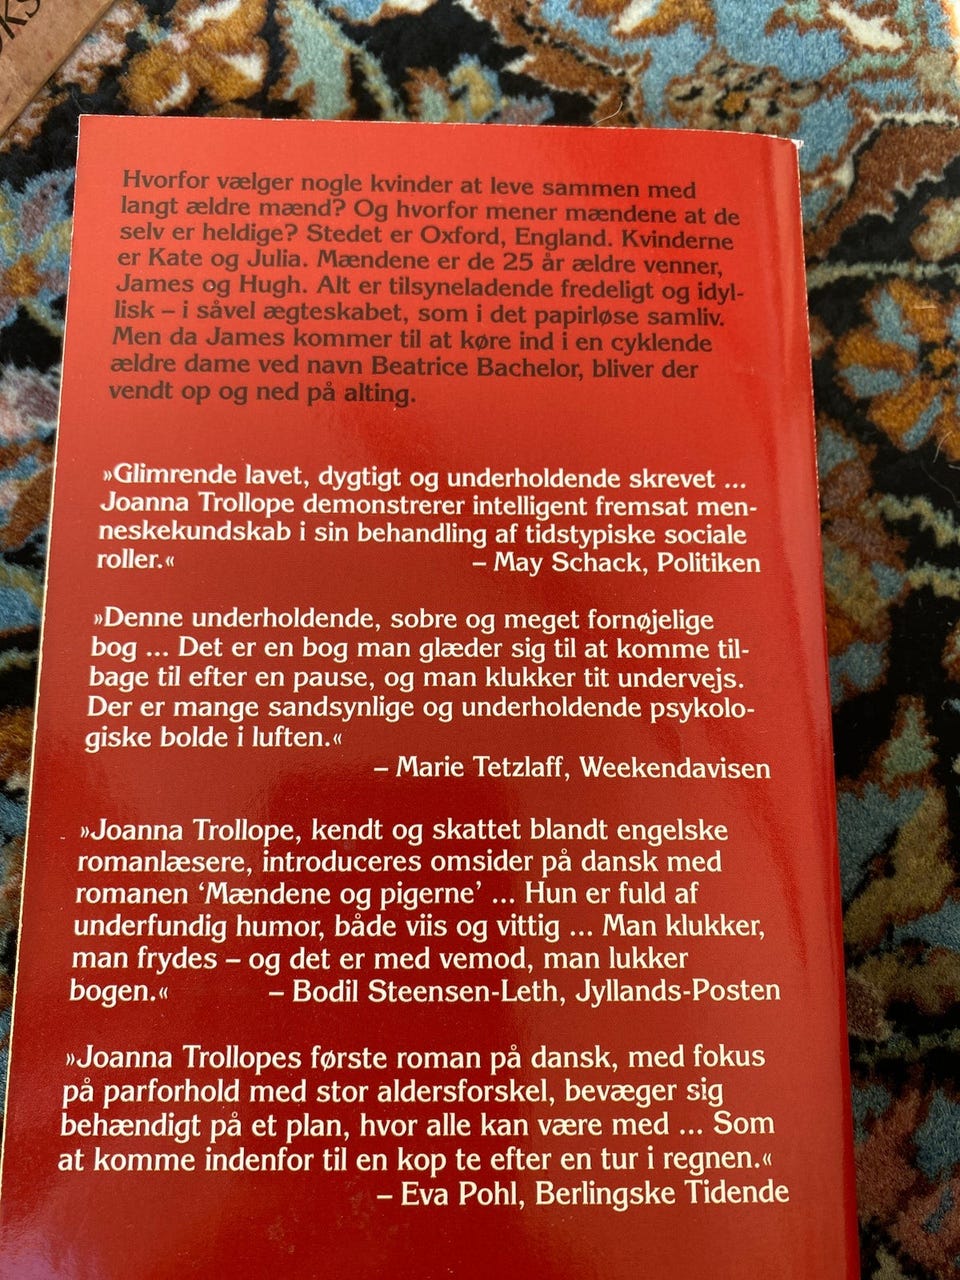 OKS
Hvorfor vælger nogle kvinder at leve sammen med
langt ældre mænd? Og hvorfor mener mændene at de
selv er heldige? Stedet er Oxford, England. Kvinderne
er Kate og Julia. Mændene er de 25 år ældre venner,
James og Hugh. Alt er tilsyneladende fredeligt og idyl-
lisk – i såvel ægteskabet, som i det papirløse samliv.
Men da James kommer til at køre ind i en cyklende
ældre dame ved navn Beatrice Bachelor, bliver der
vendt op og ned på alting.
»Glimrende lavet, dygtigt og underholdende skrevet ...
Joanna Trollope demonstrerer intelligent fremsat men-
neskekundskab i sin behandling af tidstypiske sociale
roller.« – May Schack, Politiken
»Denne underholdende, sobre og meget fornøjelige
bog ... Det er en bog man glæder sig til at komme til-
bage til efter en pause, og man klukker tit undervejs.
Der er mange sandsynlige og underholdende psykolo-
giske bolde i luften.«
– Marie Tetzlaff, Weekendavisen
»Joanna Trollope, kendt og skattet blandt engelske
romanlæsere, introduceres omsider på dansk med
romanen ‘Mændene og pigerne’ ... Hun er fuld af
underfundig humor, både viis og vittig ... Man klukker,
man frydes – og det er med vemod, man lukker
bogen.« – Bodil Steensen-Leth, Jyllands-Posten
»Joanna Trollopes første roman på dansk, med fokus
på parforhold med stor aldersforskel, bevæger sig
behændigt på et plan, hvor alle kan være med ... Som
at komme indenfor til en kop te efter en tur i regnen.«
– Eva Pohl, Berlingske Tidende